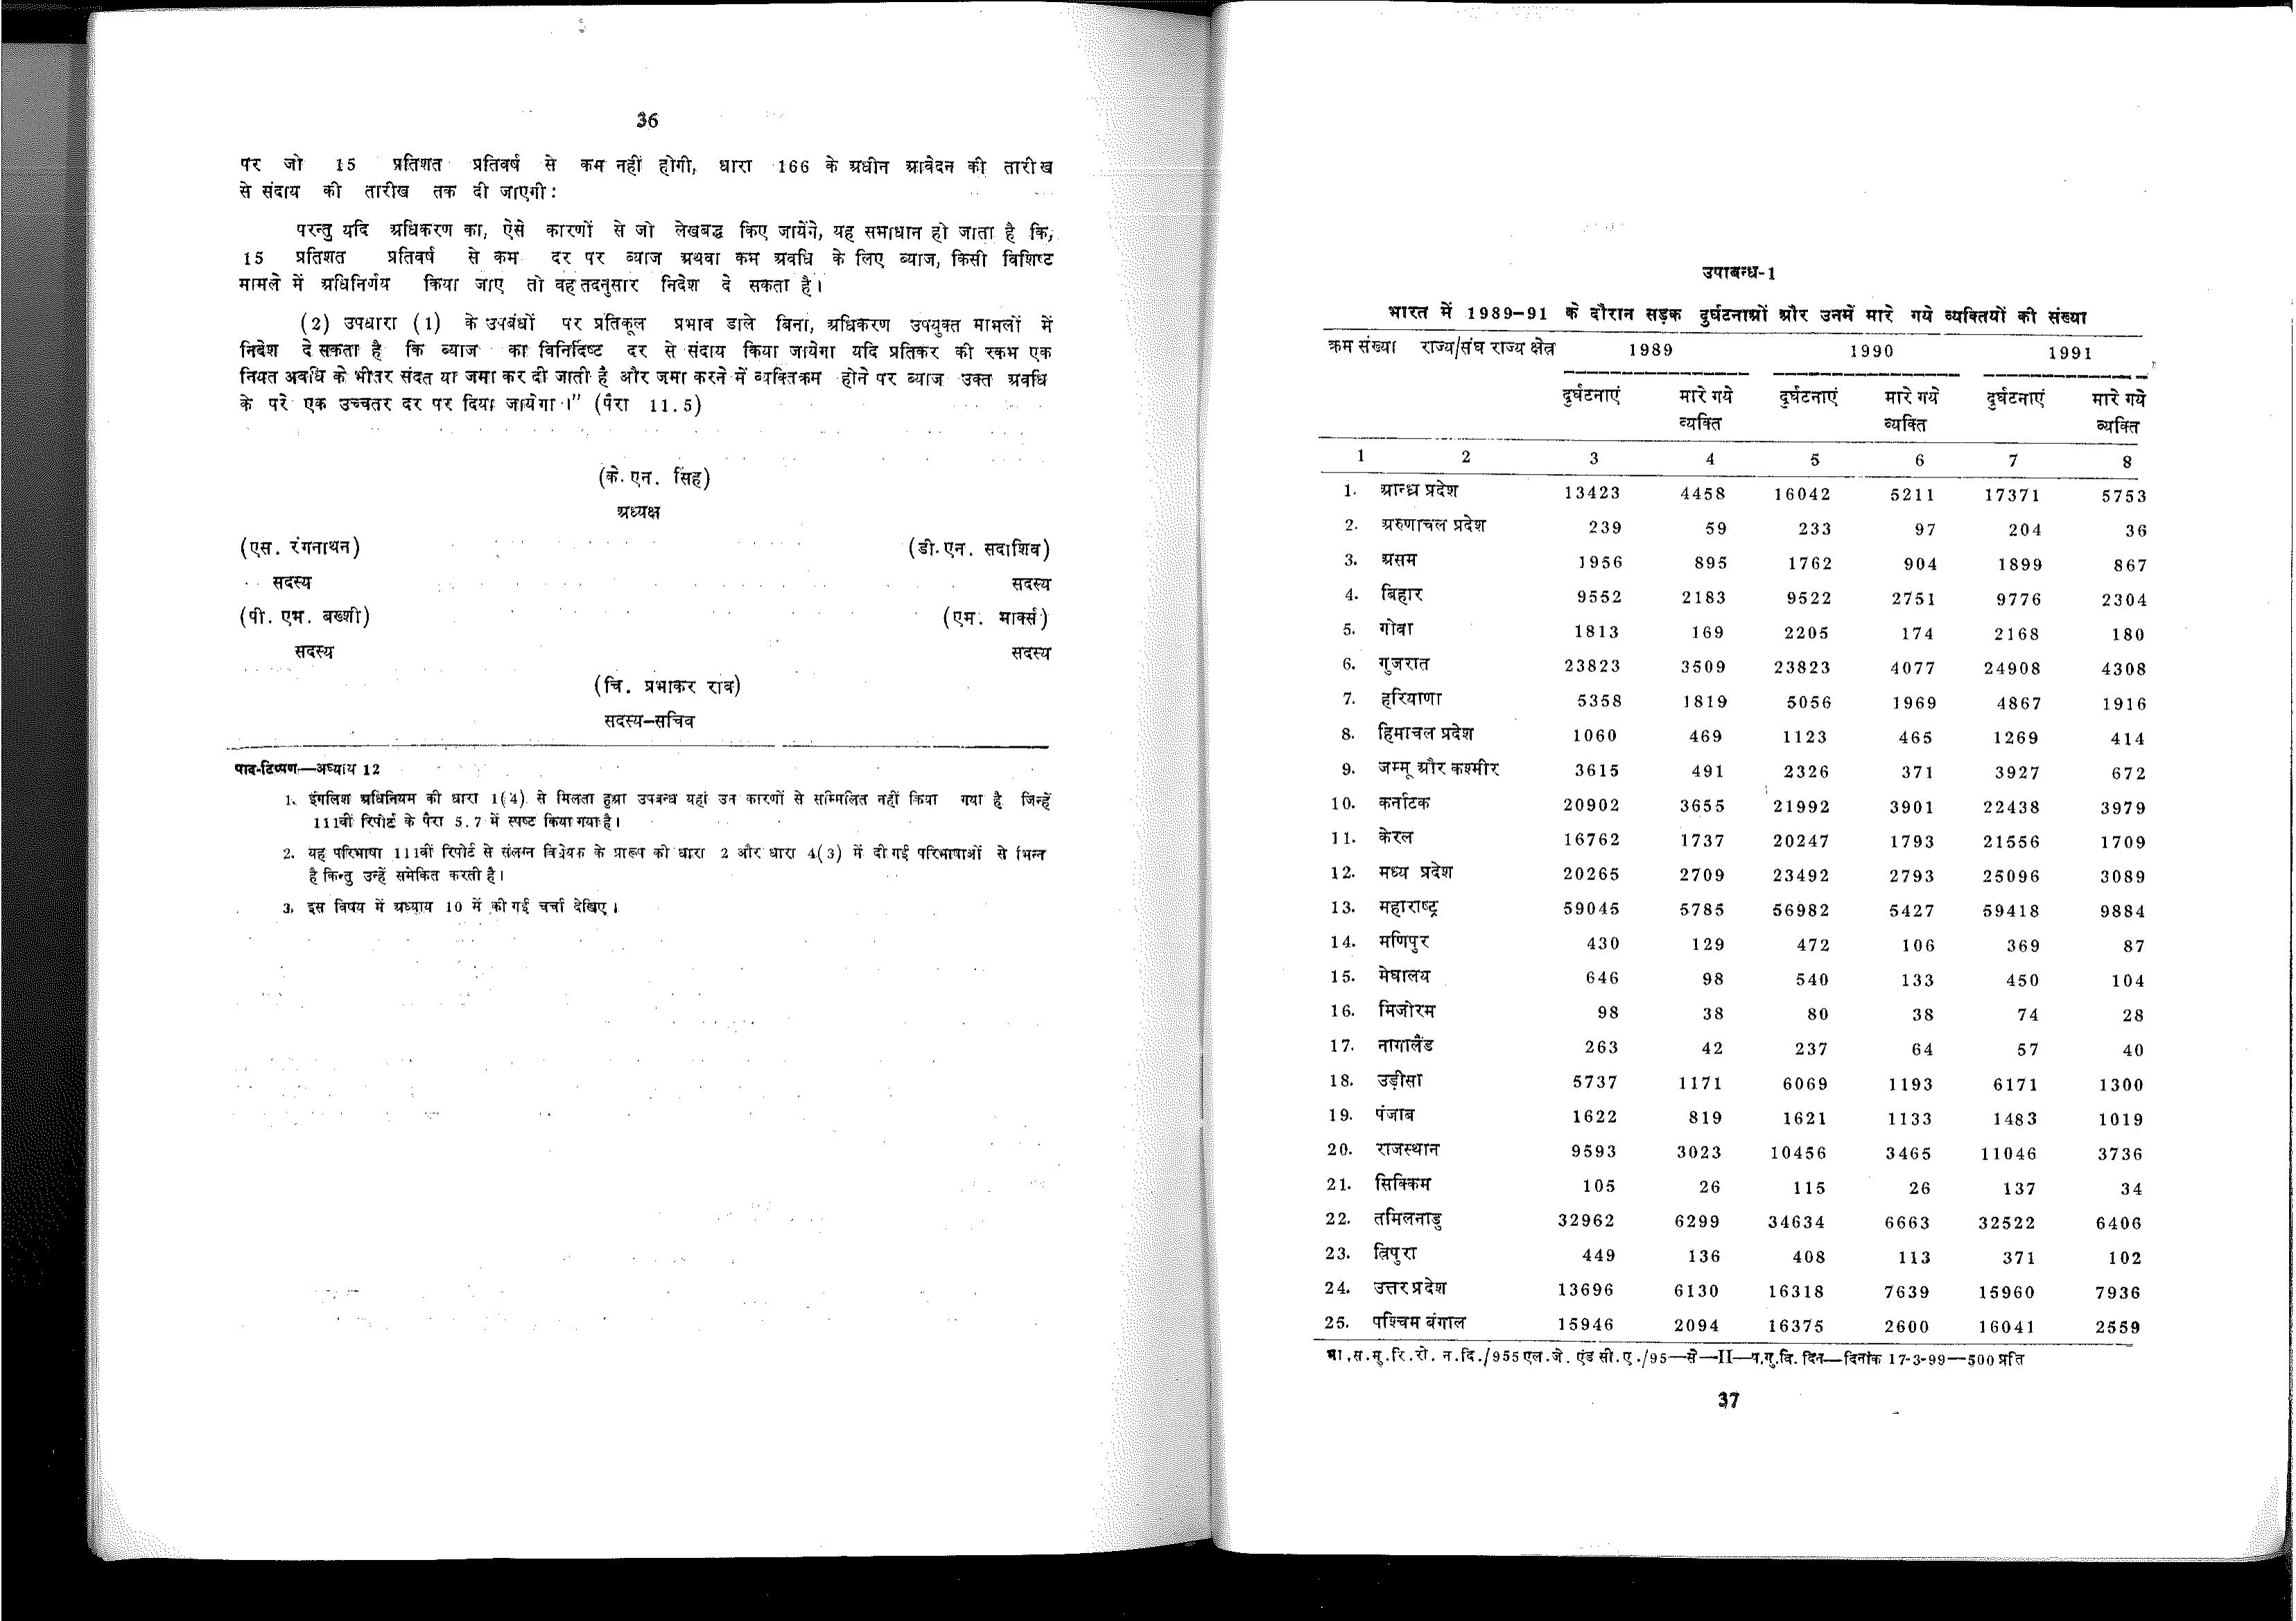 36
पर जो 15 प्रतिशत प्रतिवर्ष से कम नहीं होगी, धारा 166 के अधीन आवेदन की तारीख
से संदाय की तारीख तक दी जाएगी:
परन्तु यदि अधिकरण का, ऐसे कारणों से जो लेखबद्ध किए जायेंगे, यह समाधान हो जाता है कि,
15 प्रतिशत प्रतिवर्ष से कम दर पर ब्याज अथवा कम अवधि के लिए ब्याज, किसी विशिष्ट
मामले में अधिनिर्णय किया जाए तो वह तदनुसार निदेश दे सकता है।
(2) उपधारा (1) के उपबंधों पर प्रतिकूल प्रभाव डाले बिना, अधिकरण उपयुक्त मामलों में
निदेश दे सकता है कि ब्याज का विनिर्दिष्ट दर से संदाय किया जायेगा यदि प्रतिकर की रकम एक
नियत अवधि के भीतर संदत या जमा कर दी जाती है और जमा करने में व्यक्तिक्रम होने पर ब्याज उक्त अवधि
के परे एक उच्चतर दर पर दिया जायेगा।" (पैरा 11.5)
(के. एन. सिंह)
अध्यक्ष
(एस. रंगनाथन) (डी. एन. सदाशिव)
सदस्य सदस्य
(पी. एम. बख्शी) (एम. मार्क्स)
सदस्य सदस्य
(चि. प्रभाकर राव)
सदस्य-सचिव
पाद-टिप्पण—अध्याय 12
1. इंगलिश अधिनियम की धारा 1(4) से मिलता हुआ उपबन्ध यहां उन कारणों से सम्मिलित नहीं किया गया है जिन्हें
111वीं रिपोर्ट के पैरा 5.7 में स्पष्ट किया गया है।
2. यह परिभाषा 111वीं रिपोर्ट से संलग्न विधेयक के प्रारूप की धारा 2 और धारा 4(3) में दी गई परिभाषाओं से भिन्न
है किन्तु उन्हें समेकित करती है।
3. इस विषय में अध्याय 10 में की गई चर्चा देखिए।
उपाबन्ध-1
भारत में 1989-91 के दौरान सड़क दुर्घटनाओं और उनमें मारे गये व्यक्तियों की संख्या
क्रम संख्या राज्य/संघ राज्य क्षेत्र 1989 1990 1991
दुर्घटनाएं मारे गये दुर्घटनाएं मारे गये दुर्घटनाएं मारे गये
व्यक्ति व्यक्ति व्यक्ति
1 2 3 4 5 6 7 8
1. आन्ध्र प्रदेश 13423 4458 16042 5211 17371 5753
2. अरुणाचल प्रदेश 239 59 233 97 204 36
3. असम 1956 895 1762 904 1899 867
4. बिहार 9552 2183 9522 2751 9776 2304
5. गोवा 1813 169 2205 174 2168 180
6. गुजरात 23823 3509 23823 4077 24908 4308
7. हरियाणा 5358 1819 5056 1969 4867 1916
8. हिमाचल प्रदेश 1060 469 1123 465 1269 414
9. जम्मू और कश्मीर 3615 491 2326 371 3927 672
10. कर्नाटक 20902 3655 21992 3901 22438 3979
11. केरल 16762 1737 20247 1793 21556 1709
12. मध्य प्रदेश 20265 2709 23492 2793 25096 3089
13. महाराष्ट्र 59045 5785 56982 5427 59418 9884
14. मणिपुर 430 129 472 106 369 87
15. मेघालय 646 98 540 133 450 104
16. मिजोरम 98 38 80 38 74 28
17. नागालैंड 263 42 237 64 57 40
18. उड़ीसा 5737 1171 6069 1193 6171 1300
19. पंजाब 1622 819 1621 1133 1483 1019
20. राजस्थान 9593 3023 10456 3465 11046 3736
21. सिक्किम 105 26 115 26 137 34
22. तमिलनाडु 32962 6299 34634 6663 32522 6406
23. त्रिपुरा 449 136 408 113 371 102
24. उत्तर प्रदेश 13696 6130 16318 7639 15960 7936
25. पश्चिम बंगाल 15946 2094 16375 2600 16041 2559
भा.स.मु.रि.रो. न.दि./955 एल.जे. एंड सी.ए./95—से—II—प.गु.वि. दिन—दिनांक 17-3-99—500 प्रति
37